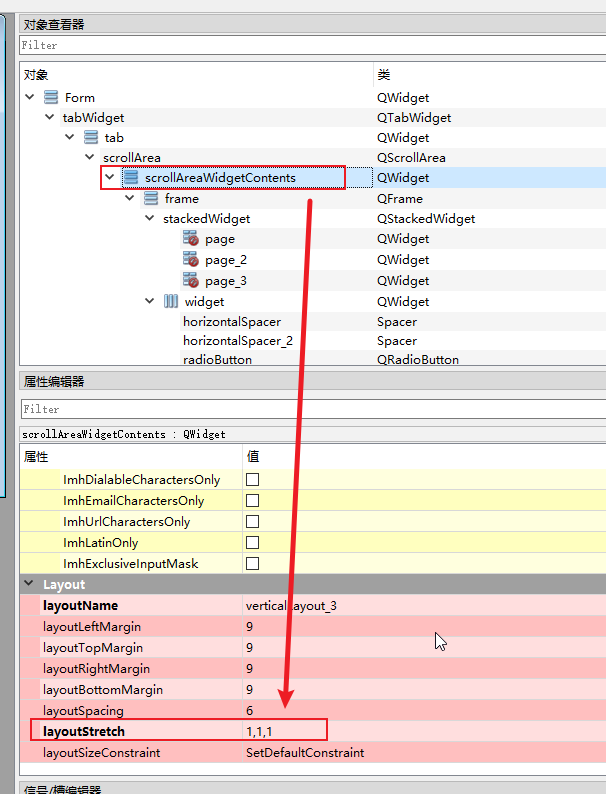 对象查看器
Filter
对象 类
Form QWidget
tabWidget QTabWidget
tab QWidget
scrollArea QScrollArea
scrollAreaWidgetContents QWidget
frame QFrame
stackedWidget QStackedWidget
page QWidget
page_2 QWidget
page_3 QWidget
widget QWidget
horizontalSpacer Spacer
horizontalSpacer_2 Spacer
radioButton QRadioButton
属性编辑器
Filter
scrollAreaWidgetContents : QWidget
属性 值
ImhDialableCharactersOnly
ImhEmailCharactersOnly
ImhUrlCharactersOnly
ImhLatinOnly
ImhExclusiveInputMask
Layout
layoutName verticalLayout_3
layoutLeftMargin 9
layoutTopMargin 9
layoutRightMargin 9
layoutBottomMargin 9
layoutSpacing 6
layoutStretch 1,1,1
layoutSizeConstraint SetDefaultConstraint
信号/槽编辑器